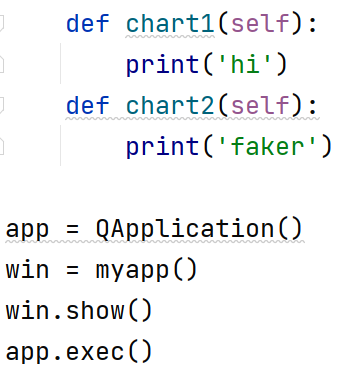 def chart1(self):
    print('hi')
def chart2(self):
    print('faker')
app = QApplication()
win = myapp()
win.show()
app.exec()